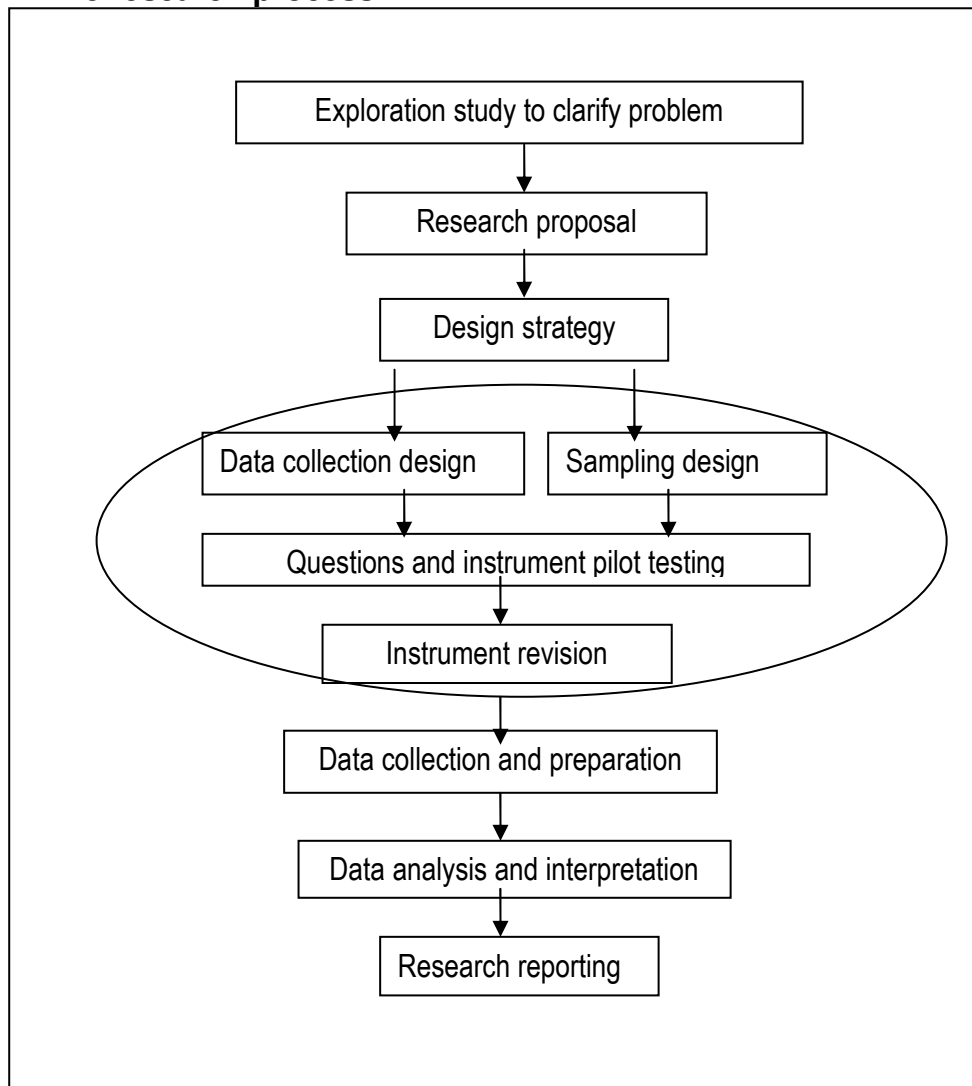 process
Exploration study to clarify problem
Research proposal
Design strategy
Data collection design
Sampling design
Questions and instrument pilot testing
Instrument revision
Data collection and preparation
Data analysis and interpretation
Research reporting